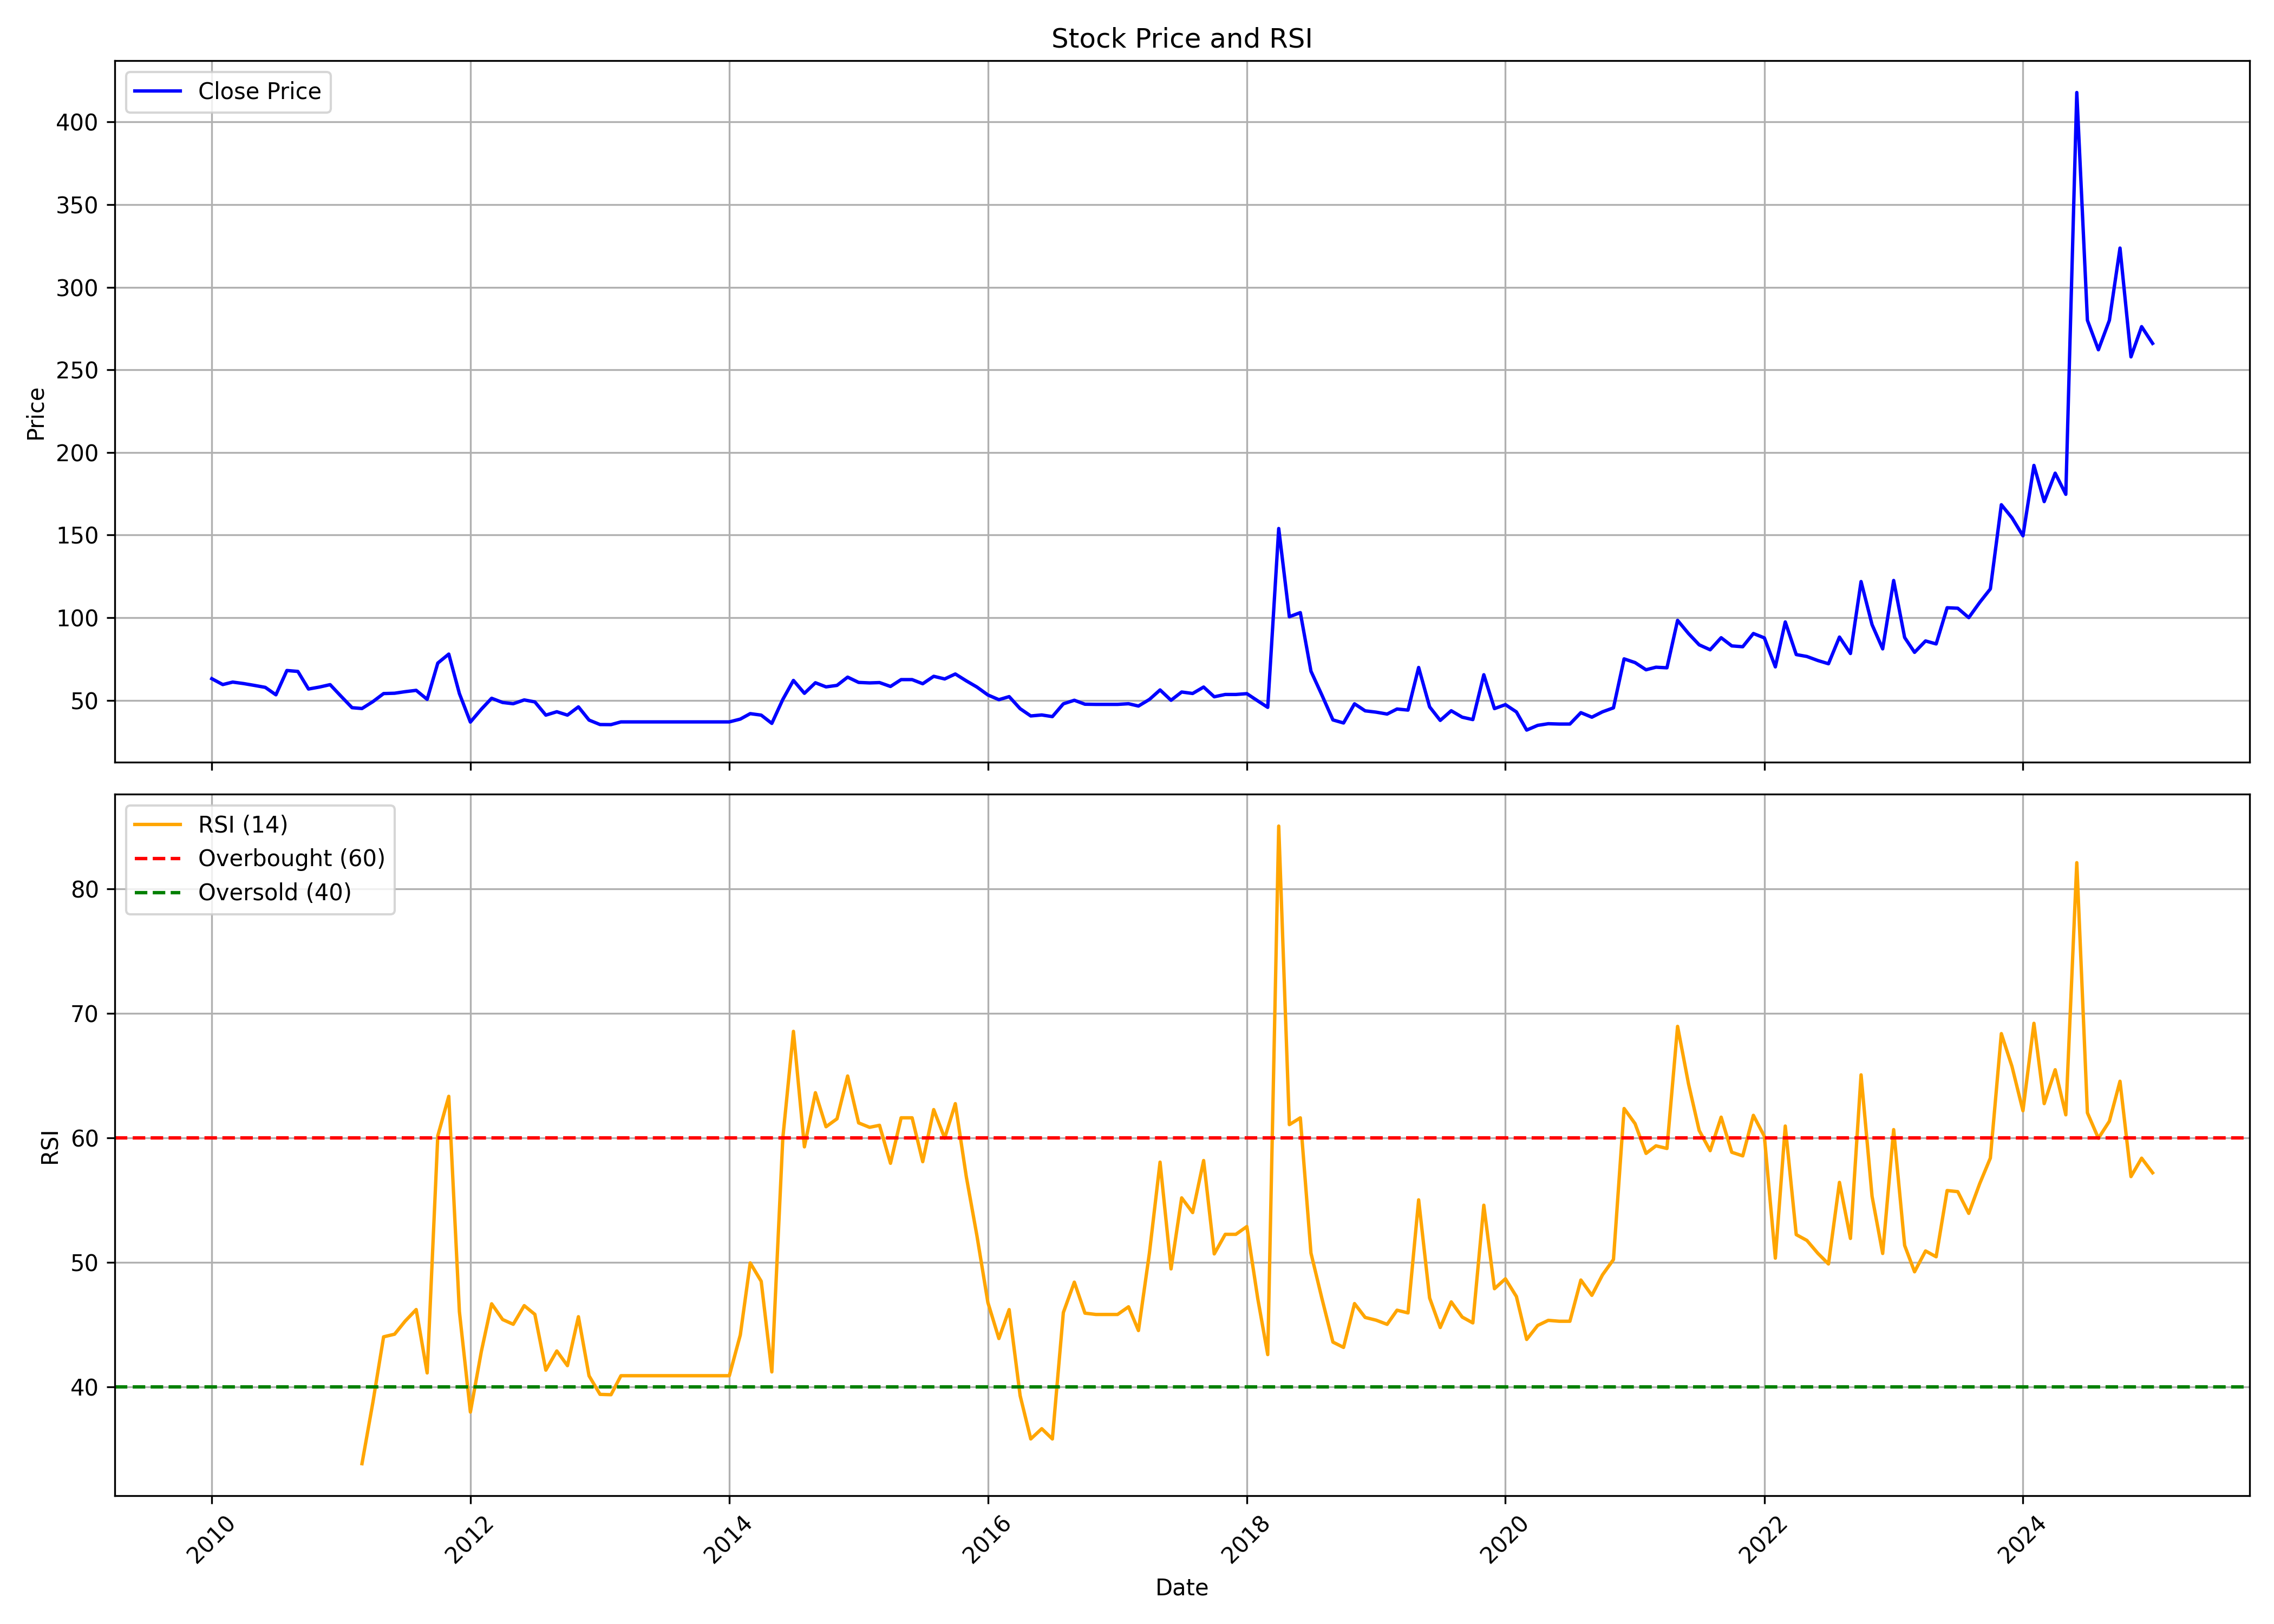 Stock Price and RSI
Close Price
400
350
300
250
200
150
100
50
Price
RSI (14)
Overbought (60)
Oversold (40)
80
70
60
50
40
RSI
2010
2012
2014
2016
2018
2020
2022
2024
Date